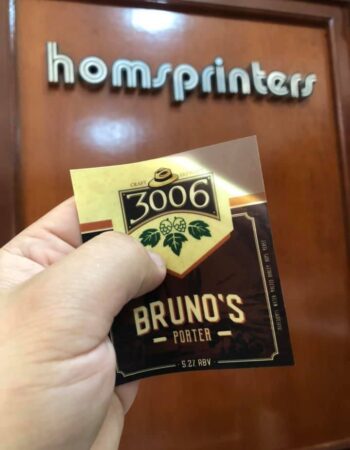 homsprinters
CRAFT
3006
BRUNO'S
PORTER
5.2% ABV